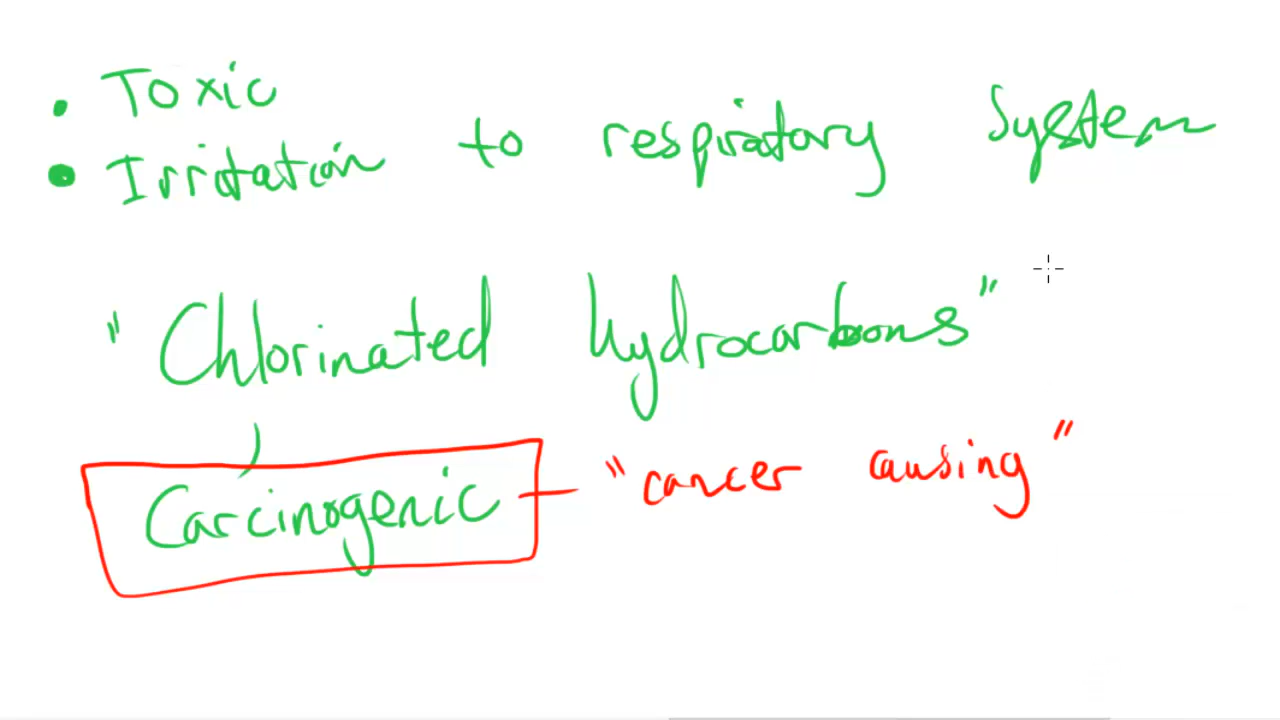 • Toxic
• Irritation to respiratory system
"Chlorinated hydrocarbons"
Carcinogenic — "cancer causing"